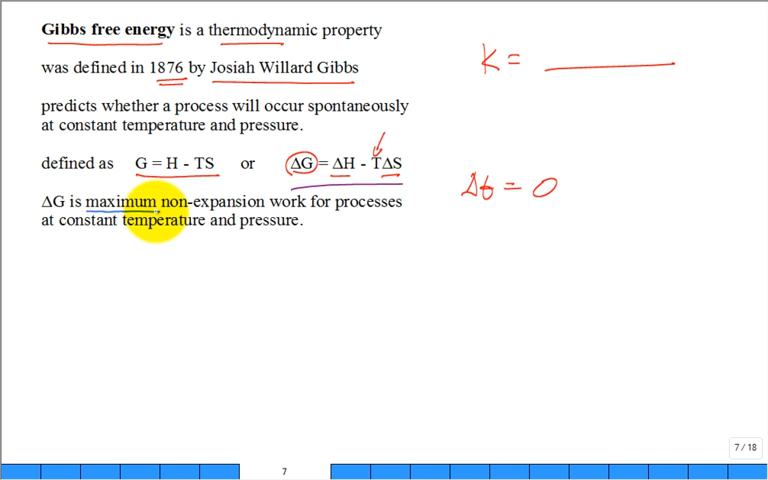 Gibbs free energy is a thermodynamic property
was defined in 1876 by Josiah Willard Gibbs
predicts whether a process will occur spontaneously
at constant temperature and pressure.
defined as G = H - TS or ΔG = ΔH - TΔS
ΔG is maximum non-expansion work for processes
at constant temperature and pressure.
K =
ΔG = 0
7 / 18
7